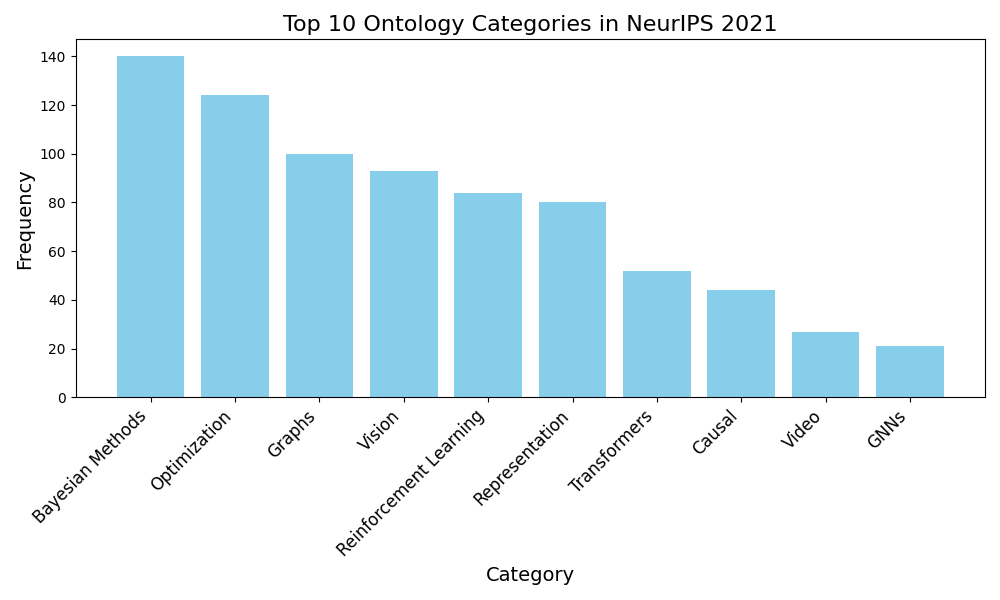 Top 10 Ontology Categories in NeurIPS 2021
Frequency
140
120
100
80
60
40
20
0
Bayesian Methods
Optimization
Graphs
Vision
Reinforcement Learning
Representation
Transformers
Causal
Video
GNNs
Category